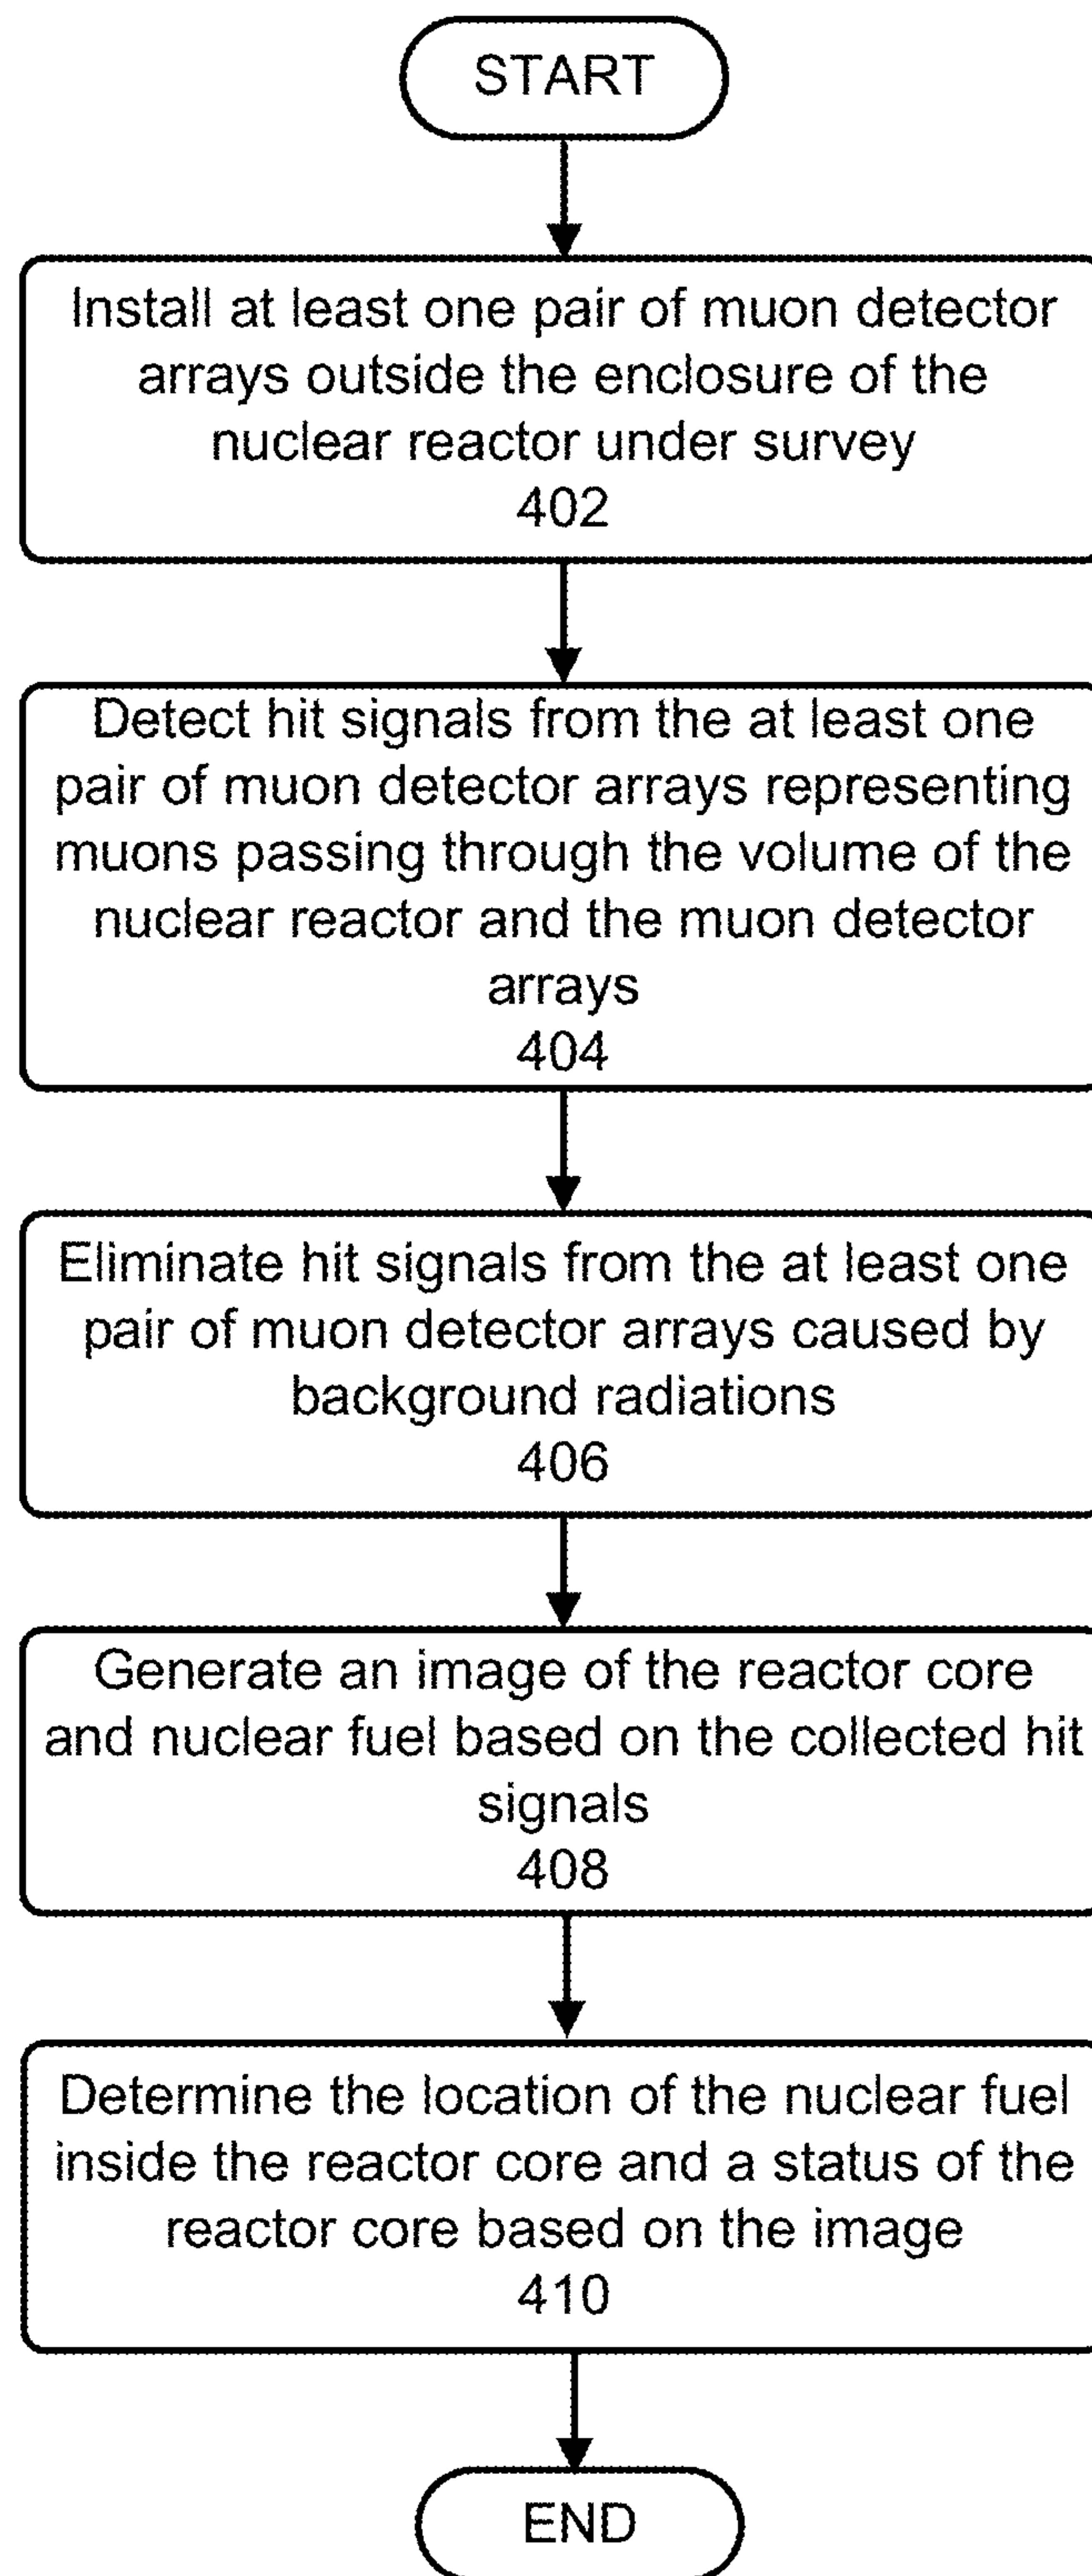 START
Install at least one pair of muon detector
arrays outside the enclosure of the
nuclear reactor under survey
402
Detect hit signals from the at least one
pair of muon detector arrays representing
muons passing through the volume of the
nuclear reactor and the muon detector
arrays
404
Eliminate hit signals from the at least one
pair of muon detector arrays caused by
background radiations
406
Generate an image of the reactor core
and nuclear fuel based on the collected hit
signals
408
Determine the location of the nuclear fuel
inside the reactor core and a status of the
reactor core based on the image
410
END